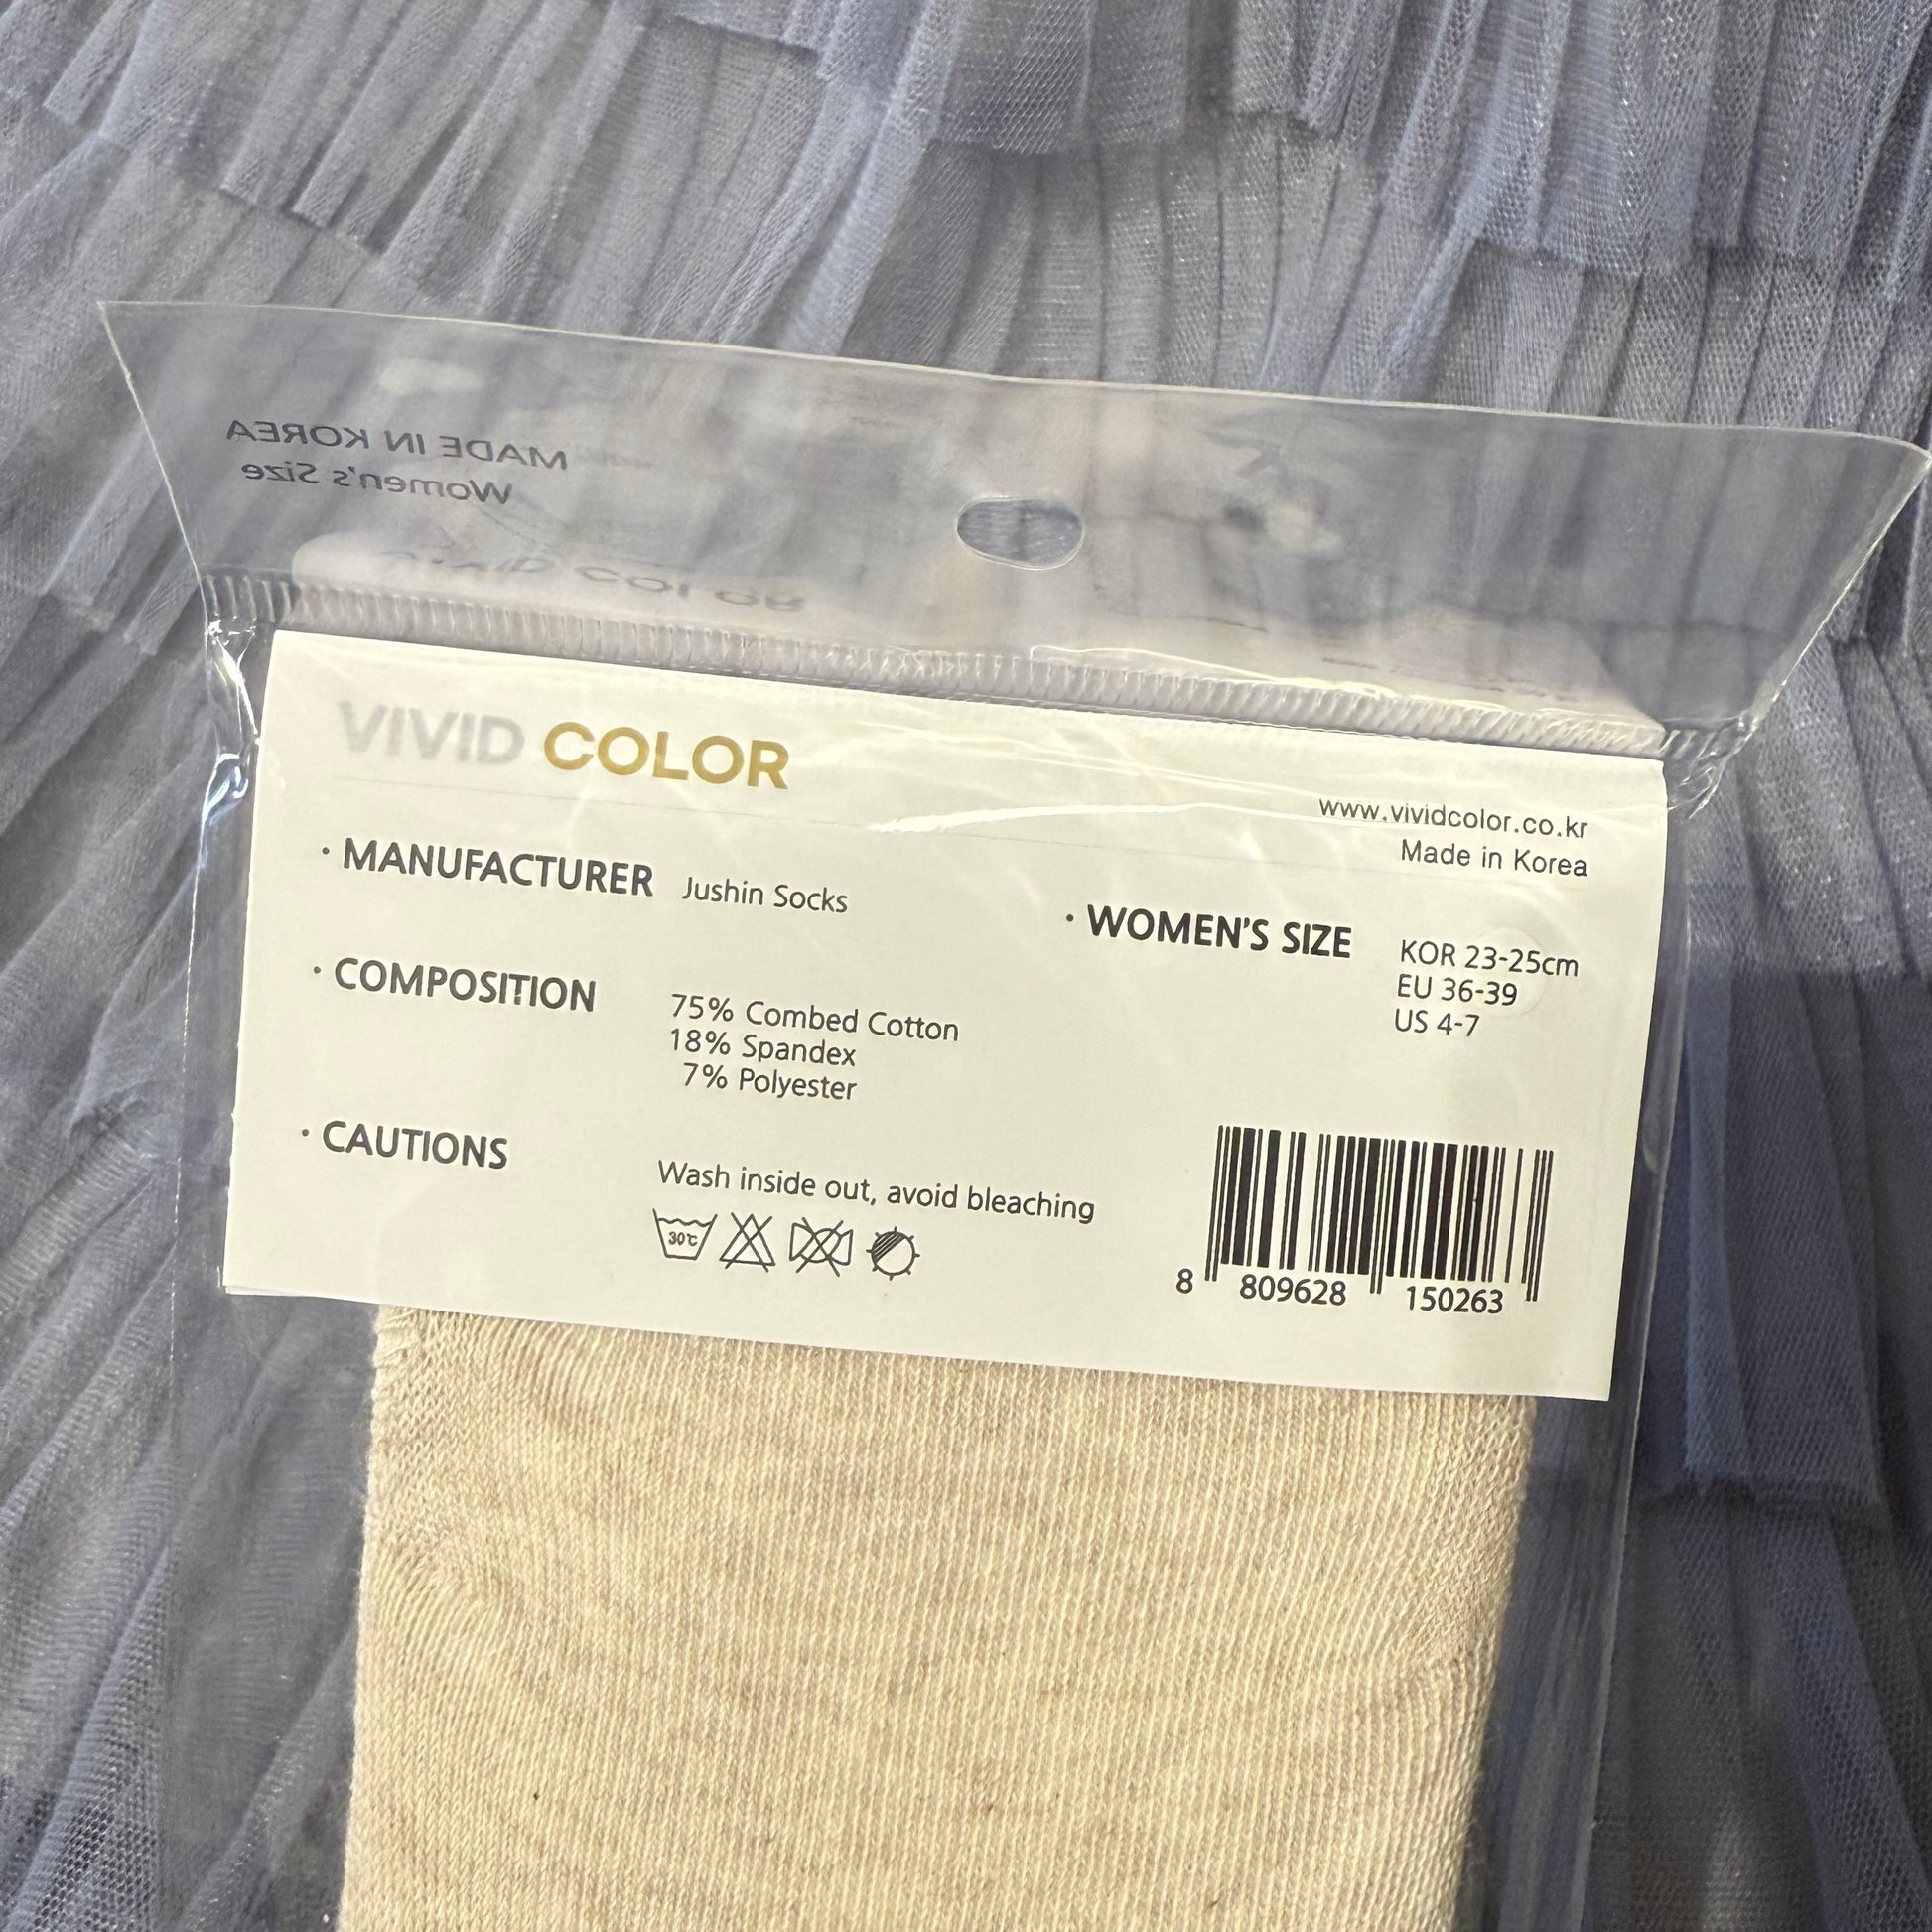 MADE IN KOREA
Women's Size
VIVID COLOR
VIVID COLOR
www.vividcolor.co.kr
Made in Korea
· MANUFACTURER Jushin Socks
· WOMEN'S SIZE KOR 23-25cm
EU 36-39
US 4-7
· COMPOSITION 75% Combed Cotton
18% Spandex
7% Polyester
· CAUTIONS Wash inside out, avoid bleaching
30℃
8 809628 150263